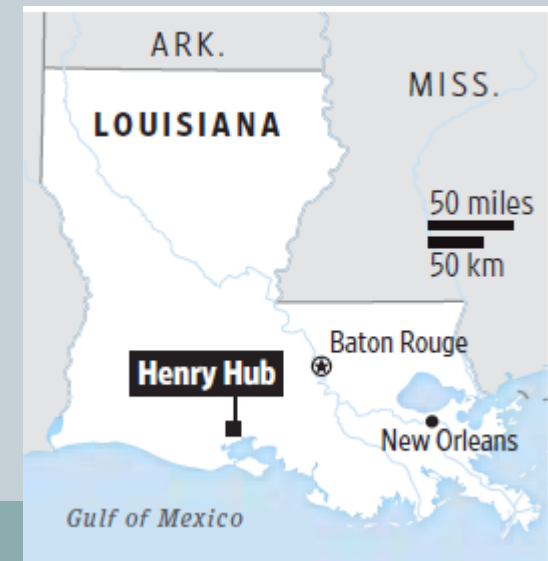 ARK.
MISS.
LOUISIANA
50 miles
50 km
Baton Rouge
Henry Hub
New Orleans
Gulf of Mexico